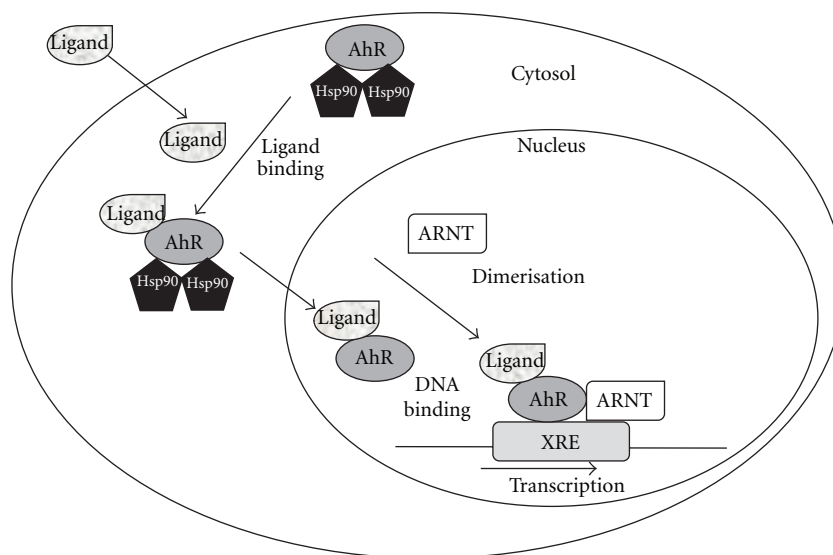 Ligand
AhR
Hsp90 Hsp90
Cytosol
Ligand
Ligand
binding
Nucleus
Ligand
AhR
Hsp90 Hsp90
ARNT
Dimerisation
Ligand
AhR
Ligand
DNA
binding
AhR
ARNT
XRE
Transcription